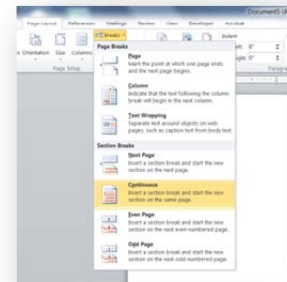 Document5 (A
Page Layout References Mailings Review View Developer Acrobat
Orientation Size Columns
Breaks
Indent
0"
0"
Page Setup
Paragra
Page Breaks
Page
Mark the point at which one page ends
and the next page begins.
Column
Indicate that the text following the column
break will begin in the next column.
Text Wrapping
Separate text around objects on web
pages, such as caption text from body text.
Section Breaks
Next Page
Insert a section break and start the new
section on the next page.
Continuous
Insert a section break and start the new
section on the same page.
Even Page
Insert a section break and start the new
section on the next even-numbered page.
Odd Page
Insert a section break and start the new
section on the next odd-numbered page.